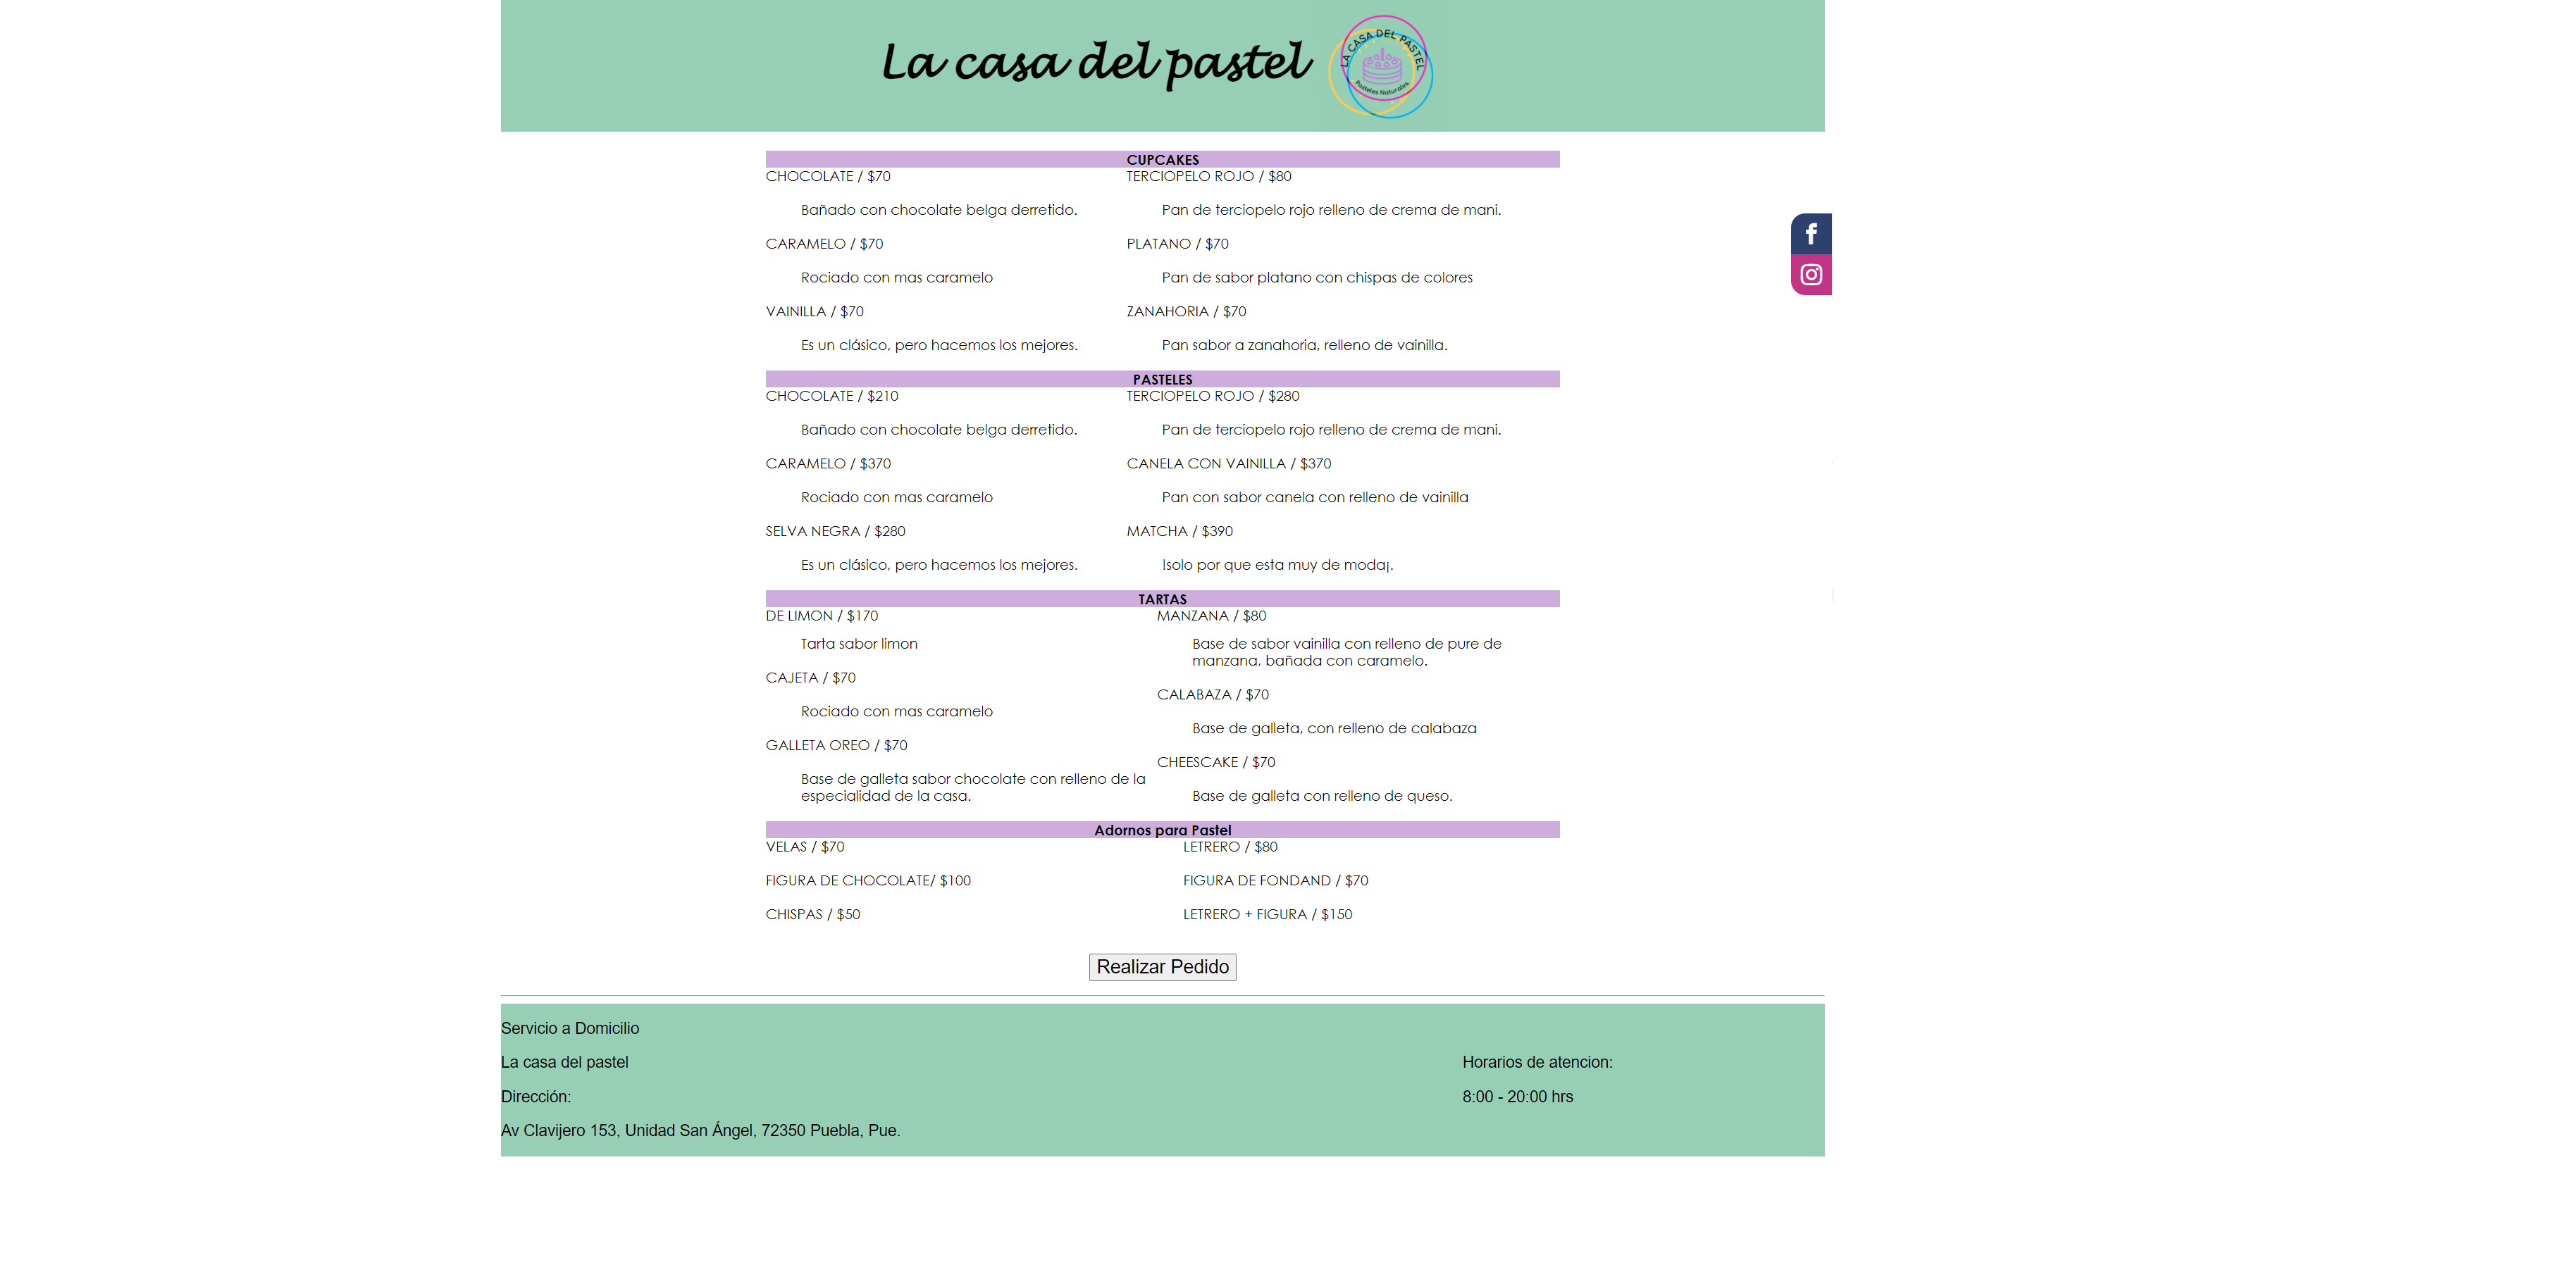 La casa del pastel
LA CASA DEL PASTEL
Pasteles Naturales
CUPCAKES
CHOCOLATE / $70
Bañado con chocolate belga derretido.
CARAMELO / $70
Rociado con mas caramelo
VAINILLA / $70
Es un clásico, pero hacemos los mejores.
TERCIOPELO ROJO / $80
Pan de terciopelo rojo relleno de crema de mani.
PLATANO / $70
Pan de sabor platano con chispas de colores
ZANAHORIA / $70
Pan sabor a zanahoria, relleno de vainilla.
PASTELES
CHOCOLATE / $210
Bañado con chocolate belga derretido.
CARAMELO / $370
Rociado con mas caramelo
SELVA NEGRA / $280
Es un clásico, pero hacemos los mejores.
TERCIOPELO ROJO / $280
Pan de terciopelo rojo relleno de crema de mani.
CANELA CON VAINILLA / $370
Pan con sabor canela con relleno de vainilla
MATCHA / $390
!solo por que esta muy de moda¡.
TARTAS
DE LIMON / $170
Tarta sabor limon
CAJETA / $70
Rociado con mas caramelo
GALLETA OREO / $70
Base de galleta sabor chocolate con relleno de la
especialidad de la casa.
MANZANA / $80
Base de sabor vainilla con relleno de pure de
manzana, bañada con caramelo.
CALABAZA / $70
Base de galleta, con relleno de calabaza
CHEESCAKE / $70
Base de galleta con relleno de queso.
Adornos para Pastel
VELAS / $70
FIGURA DE CHOCOLATE/ $100
CHISPAS / $50
LETRERO / $80
FIGURA DE FONDAND / $70
LETRERO + FIGURA / $150
Realizar Pedido
Servicio a Domicilio
La casa del pastel
Dirección:
Av Clavijero 153, Unidad San Ángel, 72350 Puebla, Pue.
Horarios de atencion:
8:00 - 20:00 hrs